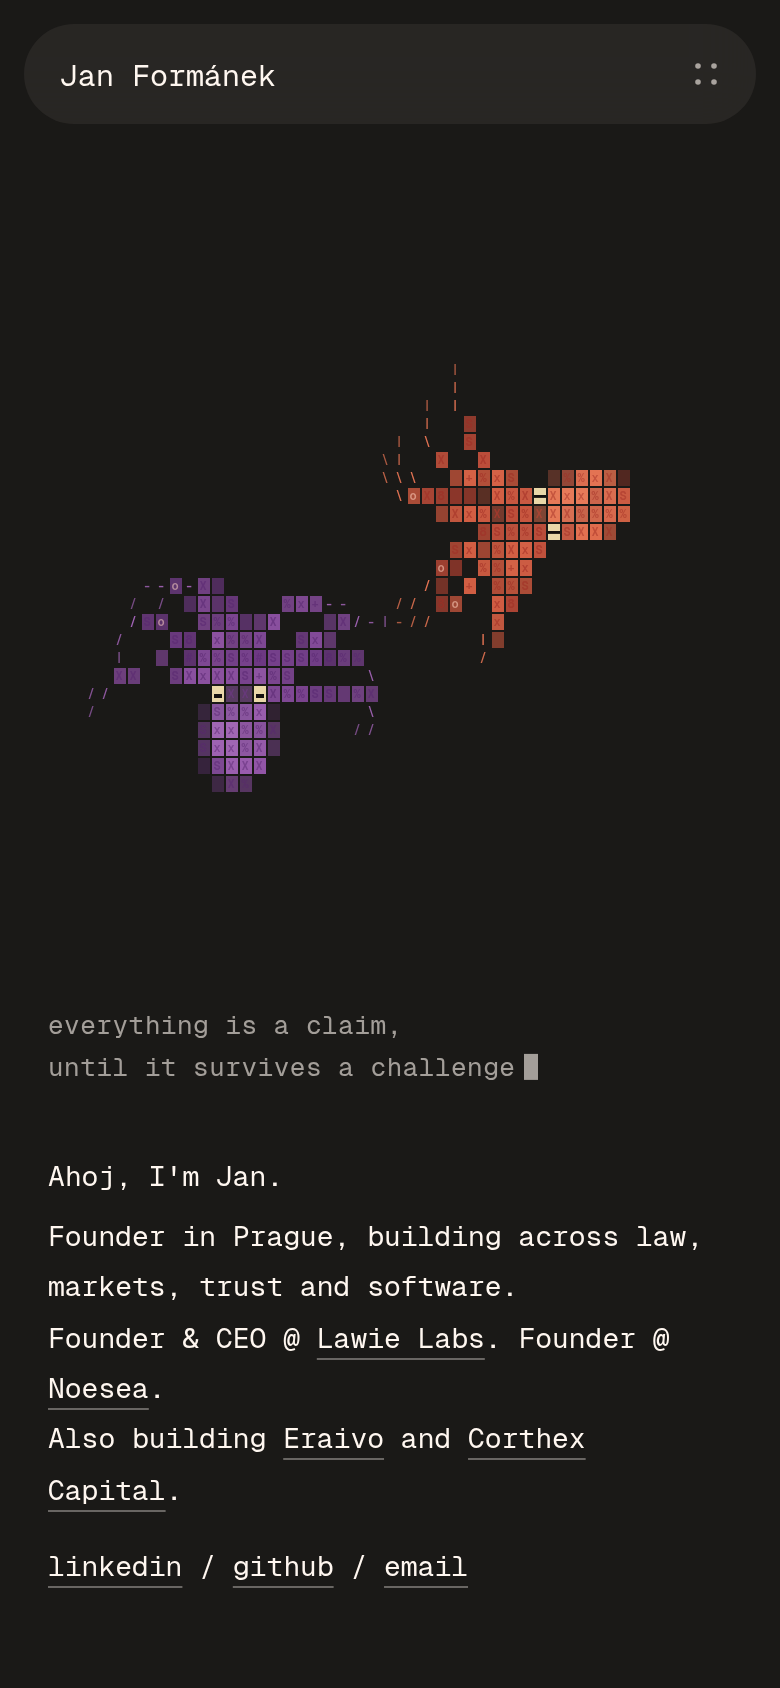 Jan Formánek
everything is a claim,
until it survives a challenge
Ahoj, I'm Jan.
Founder in Prague, building across law,
markets, trust and software.
Founder & CEO @ Lawie Labs. Founder @
Noesea.
Also building Eraivo and Corthex
Capital.
linkedin / github / email